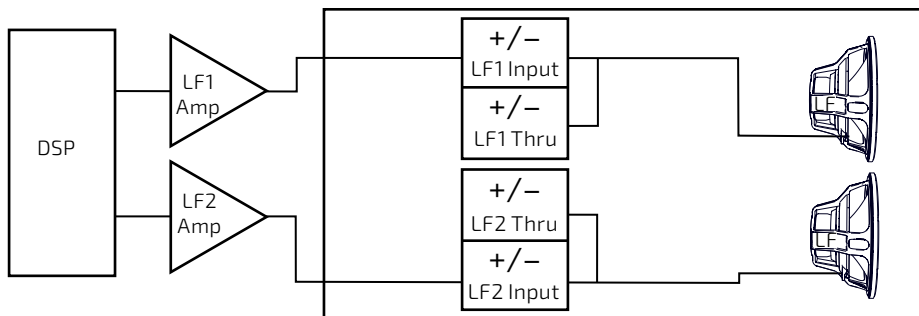 DSP
LF1
Amp
LF2
Amp
+/−
LF1 Input
+/−
LF1 Thru
+/−
LF2 Thru
+/−
LF2 Input
LF
LF